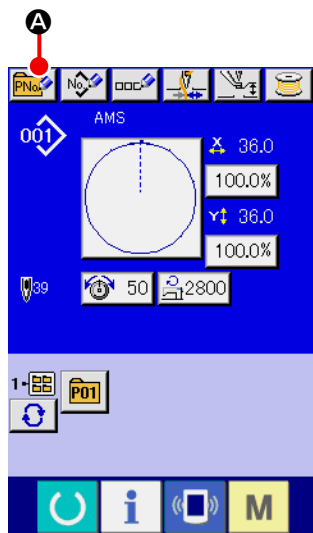 A
PNo. No.
001 AMS
X 36.0
100.0%
Y 36.0
100.0%
39 50 2800
1-
P01
i M